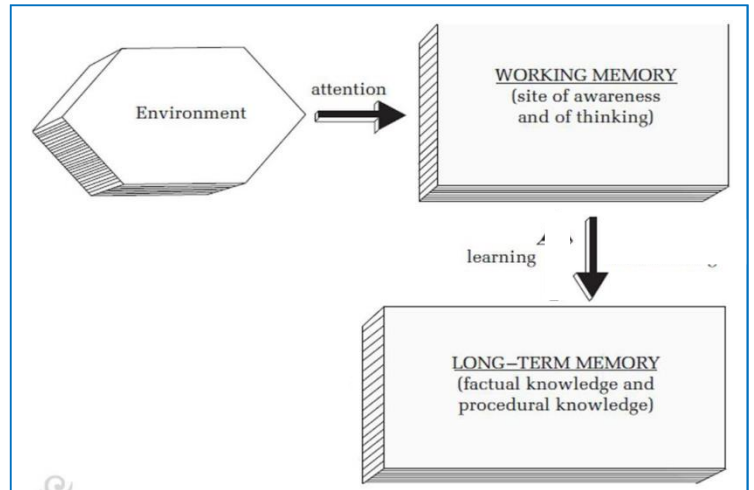 Environment
attention
WORKING MEMORY
(site of awareness
and of thinking)
learning
LONG–TERM MEMORY
(factual knowledge and
procedural knowledge)